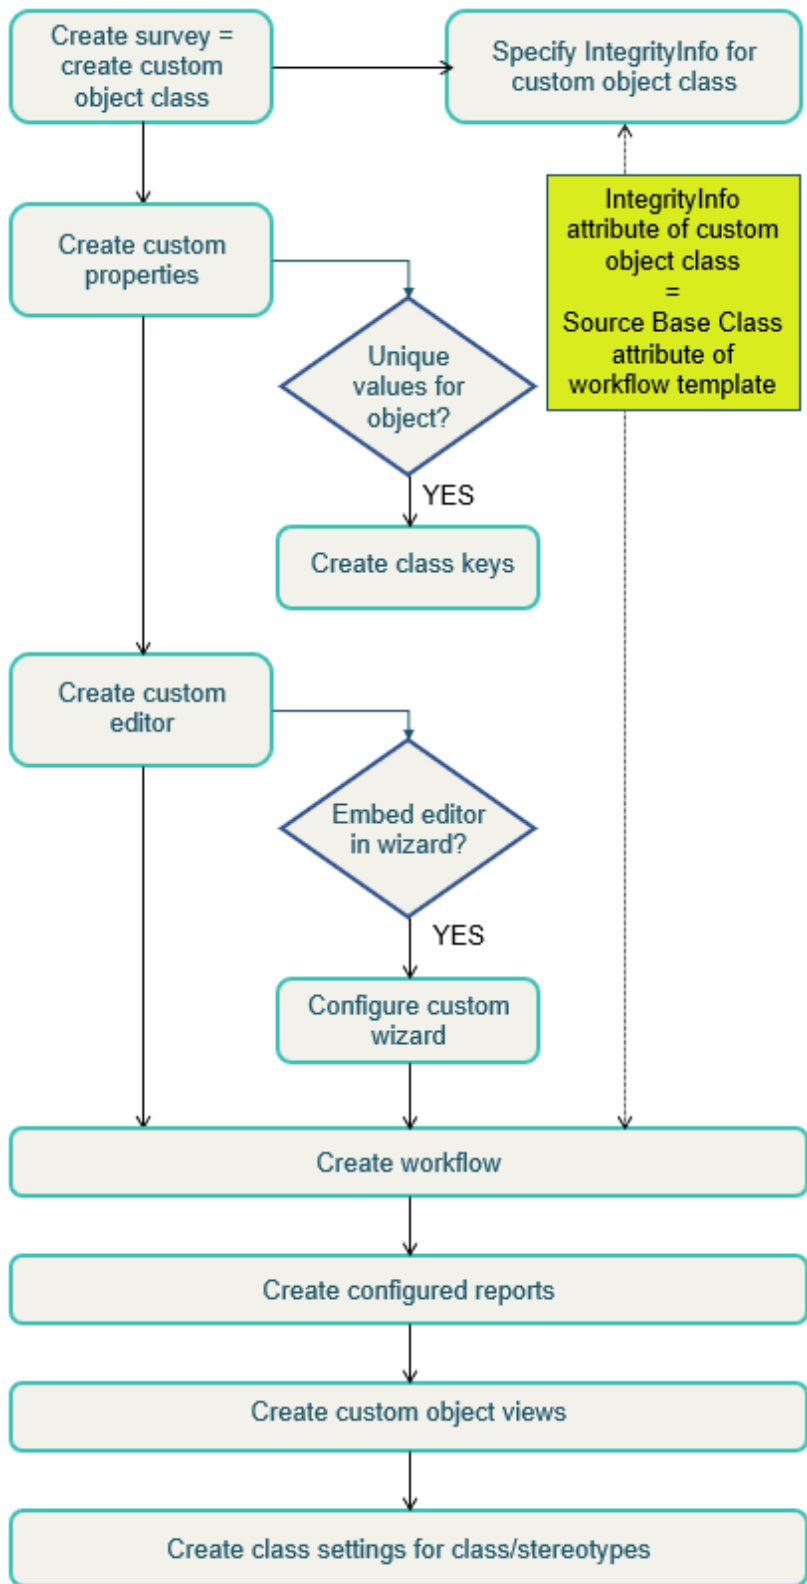 Create survey =
create custom
object class
Specify IntegrityInfo for
custom object class
IntegrityInfo
attribute of custom
object class
=
Source Base Class
attribute of
workflow template
Create custom
properties
Unique
values for
object?
YES
Create class keys
Create custom
editor
Embed editor
in wizard?
YES
Configure custom
wizard
Create workflow
Create configured reports
Create custom object views
Create class settings for class/stereotypes